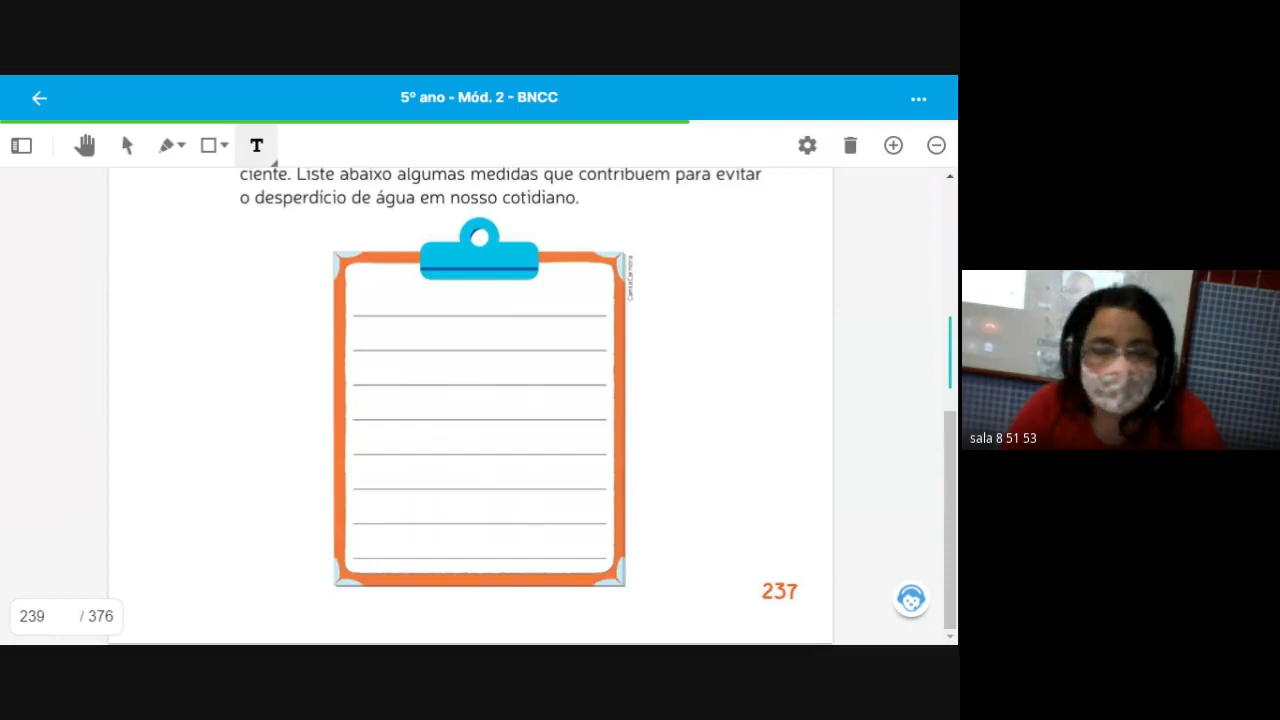 5º ano - Mód. 2 - BNCC
T
ciente. Liste abaixo algumas medidas que contribuem para evitar
o desperdício de água em nosso cotidiano.
237
239 / 376
sala 8 51 53